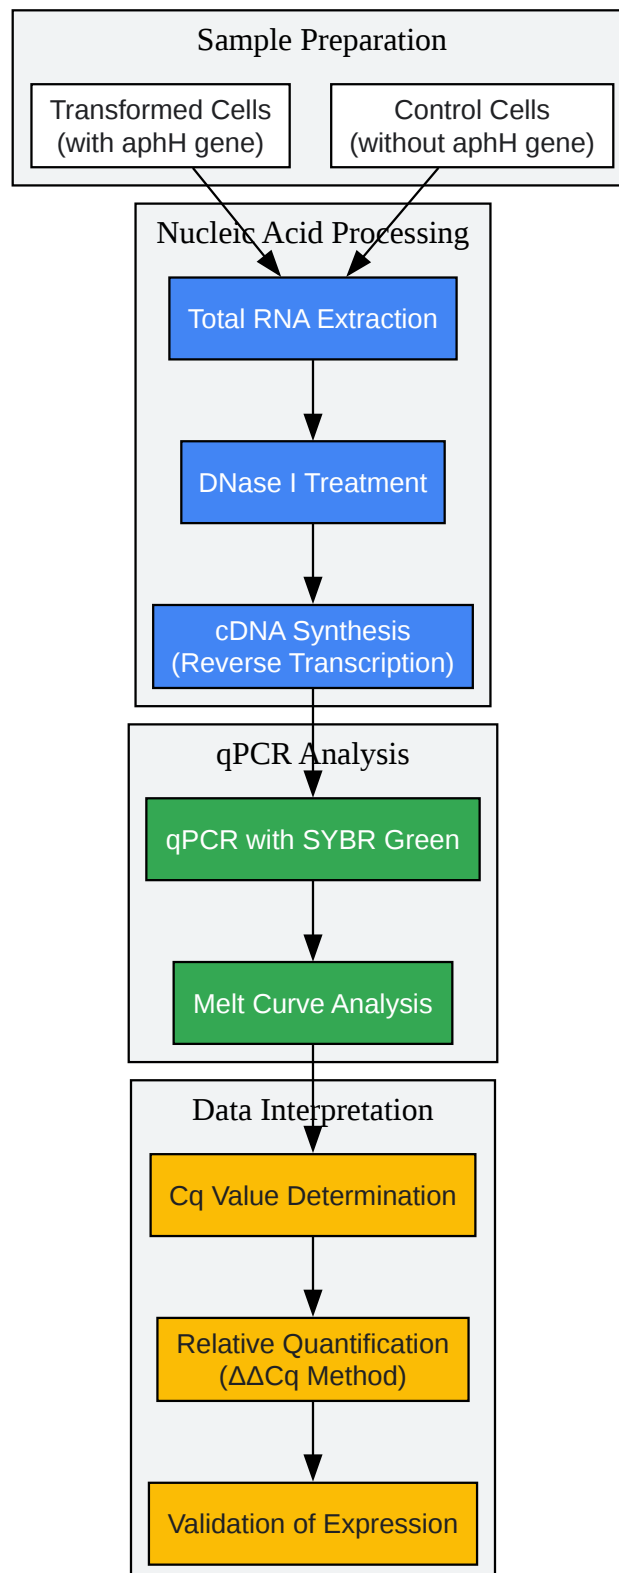 Sample Preparation
Transformed Cells
(with aphH gene)
Control Cells
(without aphH gene)
Nucleic Acid Processing
Total RNA Extraction
DNase I Treatment
cDNA Synthesis
(Reverse Transcription)
qPCR Analysis
qPCR with SYBR Green
Melt Curve Analysis
Data Interpretation
Cq Value Determination
Relative Quantification
(ΔΔCq Method)
Validation of Expression